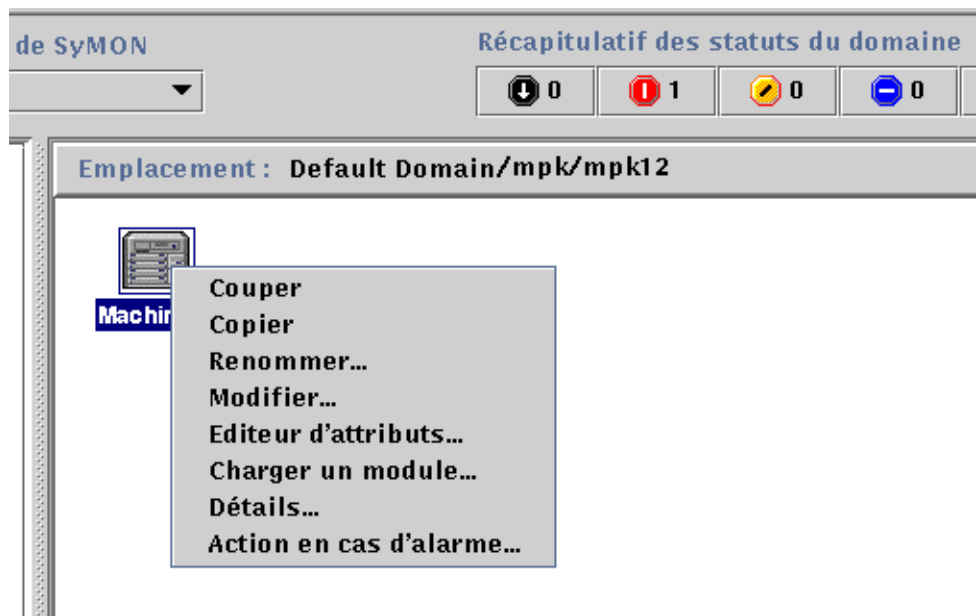 de SyMON
Récapitulatif des statuts du domaine
0 1 0 0
Emplacement : Default Domain/mpk/mpk12
Couper
Copier
Renommer...
Modifier...
Editeur d'attributs...
Charger un module...
Détails...
Action en cas d'alarme...